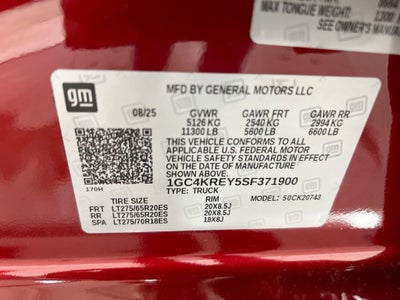 MAX TONGUE WEIGHT:
SEE OWNER'S MANUAL
gm
MFD BY GENERAL MOTORS LLC
08/25 GVWR GAWR FRT GAWR RR
5126 KG 2540 KG 2994 KG
11300 LB 5600 LB 6600 LB
THIS VEHICLE CONFORMS TO ALL
APPLICABLE U.S. FEDERAL MOTOR
VEHICLE SAFETY STANDARDS IN EFFECT
ON THE DATE OF MANUFACTURE
SHOWN ABOVE.
1GC4KREY5SF371900
170H TYPE: TRUCK MODEL: 50CK20743
TIRE SIZE RIM
FRT LT275/65R20ES 20X8.5J
RR LT275/65R20ES 20X8.5J
SPA LT275/70R18ES 18X8J